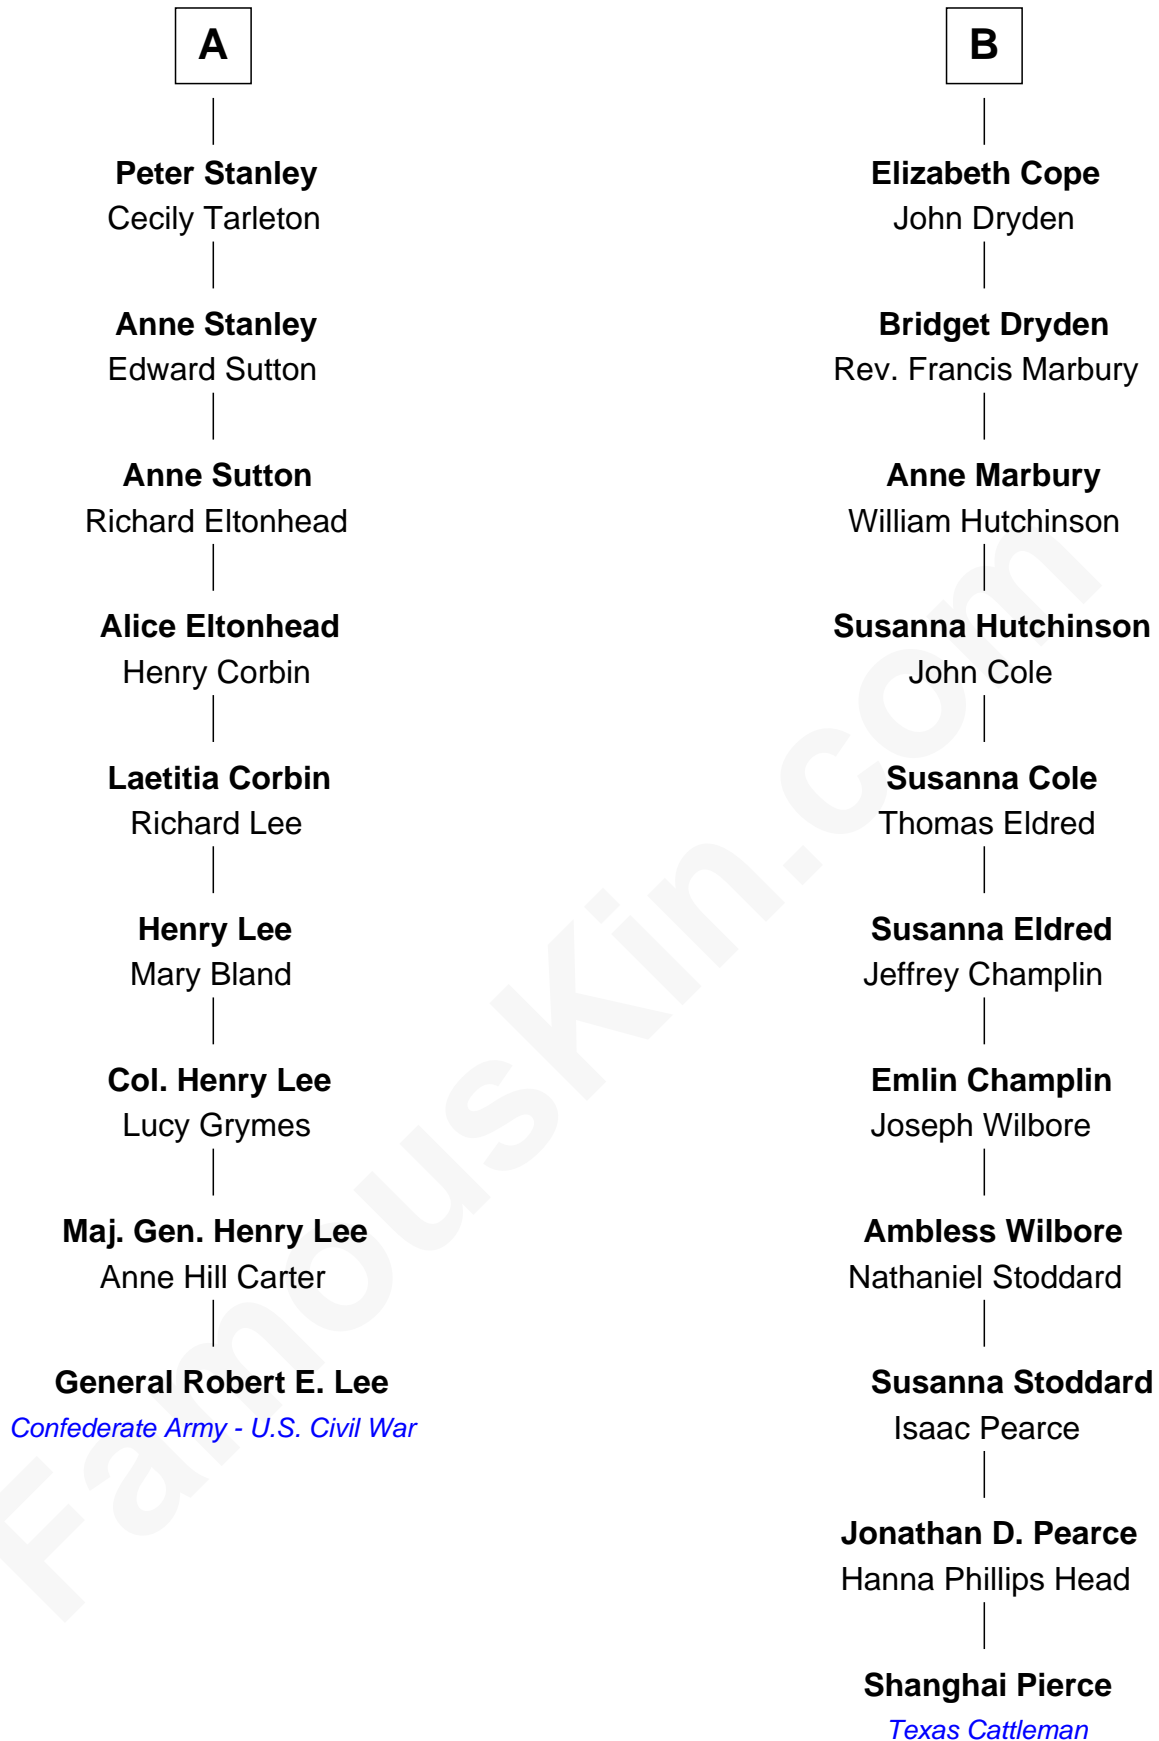 A
Peter Stanley
Cecily Tarleton
Anne Stanley
Edward Sutton
Anne Sutton
Richard Eltonhead
Alice Eltonhead
Henry Corbin
Laetitia Corbin
Richard Lee
Henry Lee
Mary Bland
Col. Henry Lee
Lucy Grymes
Maj. Gen. Henry Lee
Anne Hill Carter
General Robert E. Lee
Confederate Army - U.S. Civil War
B
Elizabeth Cope
John Dryden
Bridget Dryden
Rev. Francis Marbury
Anne Marbury
William Hutchinson
Susanna Hutchinson
John Cole
Susanna Cole
Thomas Eldred
Susanna Eldred
Jeffrey Champlin
Emlin Champlin
Joseph Wilbore
Ambless Wilbore
Nathaniel Stoddard
Susanna Stoddard
Isaac Pearce
Jonathan D. Pearce
Hanna Phillips Head
Shanghai Pierce
Texas Cattleman
FamousKin.com